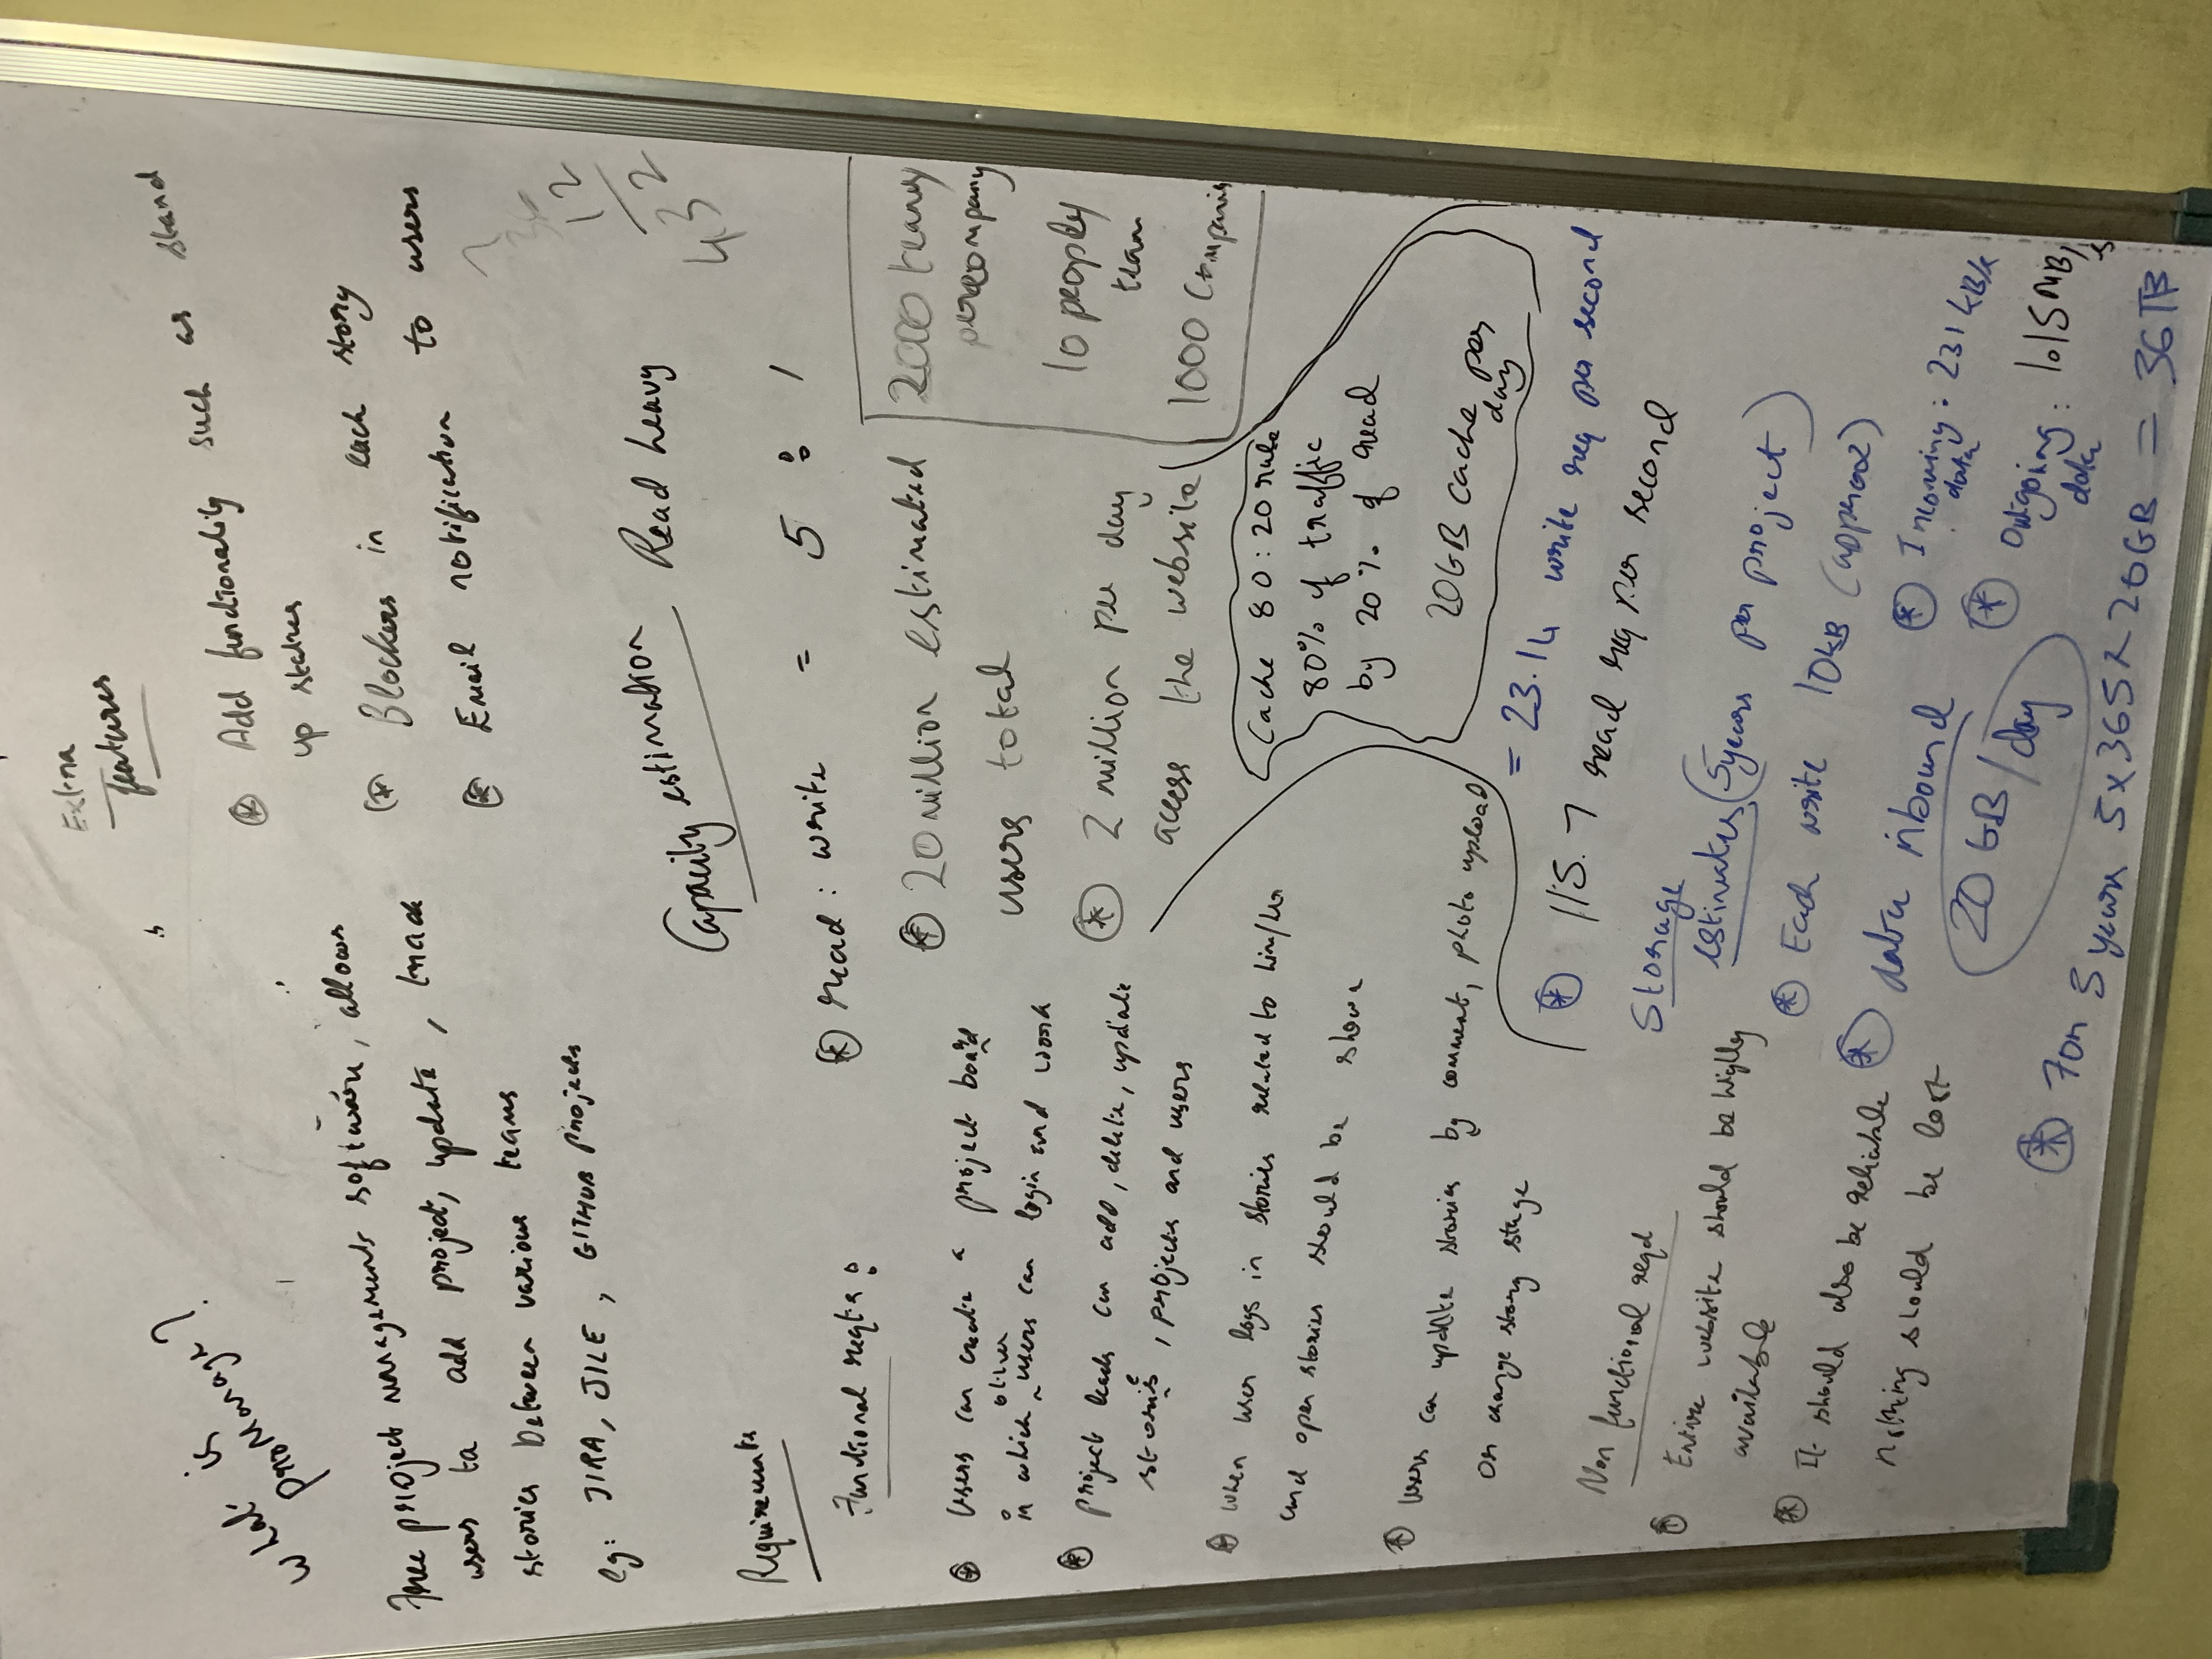 What is
ProManage?
Free project managements software, allows
users to add project, update, track
stories between various teams
eg: JIRA, JILE, GITHUB projects
Requirements
Functional reqts:
Users can create a project board
in which other users can login and work
project leads can add, delete, update
stories, projects and users
when user logs in stories related to him/her
and open stories should be shown
users can update stories by comment, photo upload
or change story stage
Non functional reqd
Entire website should be highly
available
It should also be reliable
nothing should be lost
Extra
features
Add functionality such as stand
up status
Blockers in each story
Email notification to users
12
432
Capacity estimation Read heavy
read : write = 5 : 1
20 million estimated
users total
2 million per day
access the website
2000 teams/
per company
10 people/
team
1000 Companies
Cache 80:20 rule
80% of traffic
by 20% of read
20GB cache per
day
= 23.14 write req per second
115.7 read req per second
Storage
estimates (5years per project)
Each write 10kB (approx)
data inbound
20 GB/day
Incoming : 231 kB/s
data
Outgoing : 1.15MB/s
data
For 5 years 5x365x20GB = 36TB